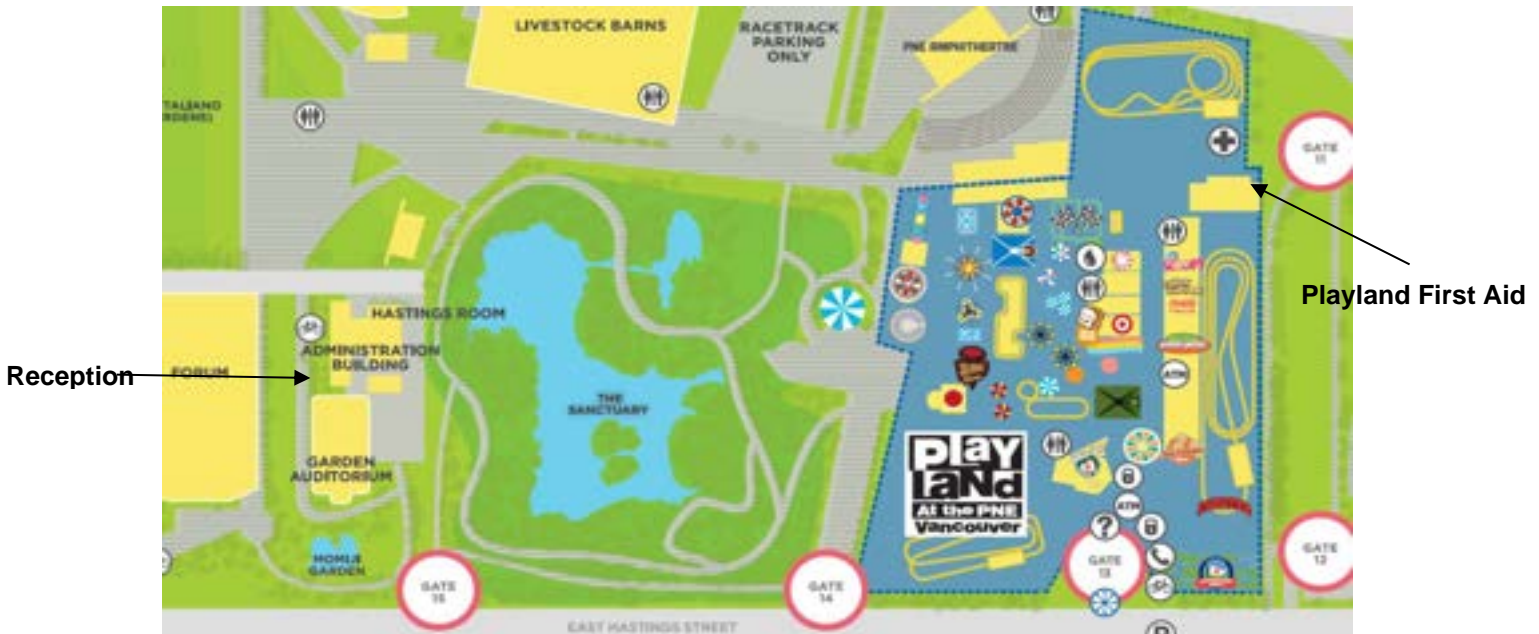 LIVESTOCK BARNS
RACETRACK
PARKING
ONLY
PNE AMPHITHEATRE
GATE
11
Playland First Aid
HASTINGS ROOM
ADMINISTRATION
BUILDING
Reception
FORUM
THE
SANCTUARY
ATM
GARDEN
AUDITORIUM
PLAY
LAND
At the PNE
Vancouver
ATM
?
GATE
12
GATE
13
GATE
14
GATE
15
GARDEN
EAST HASTINGS STREET
P